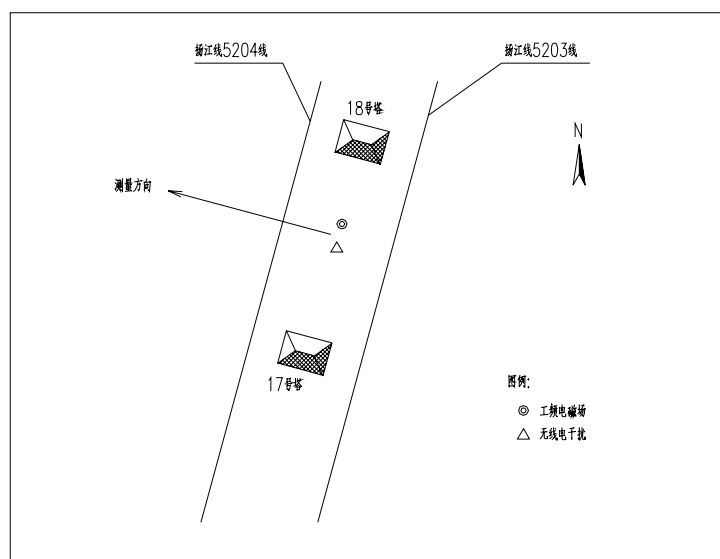 扬江线5204线
扬江线5203线
18号塔
N
测量方向
17号塔
图例:
工频电磁场
无线电干扰